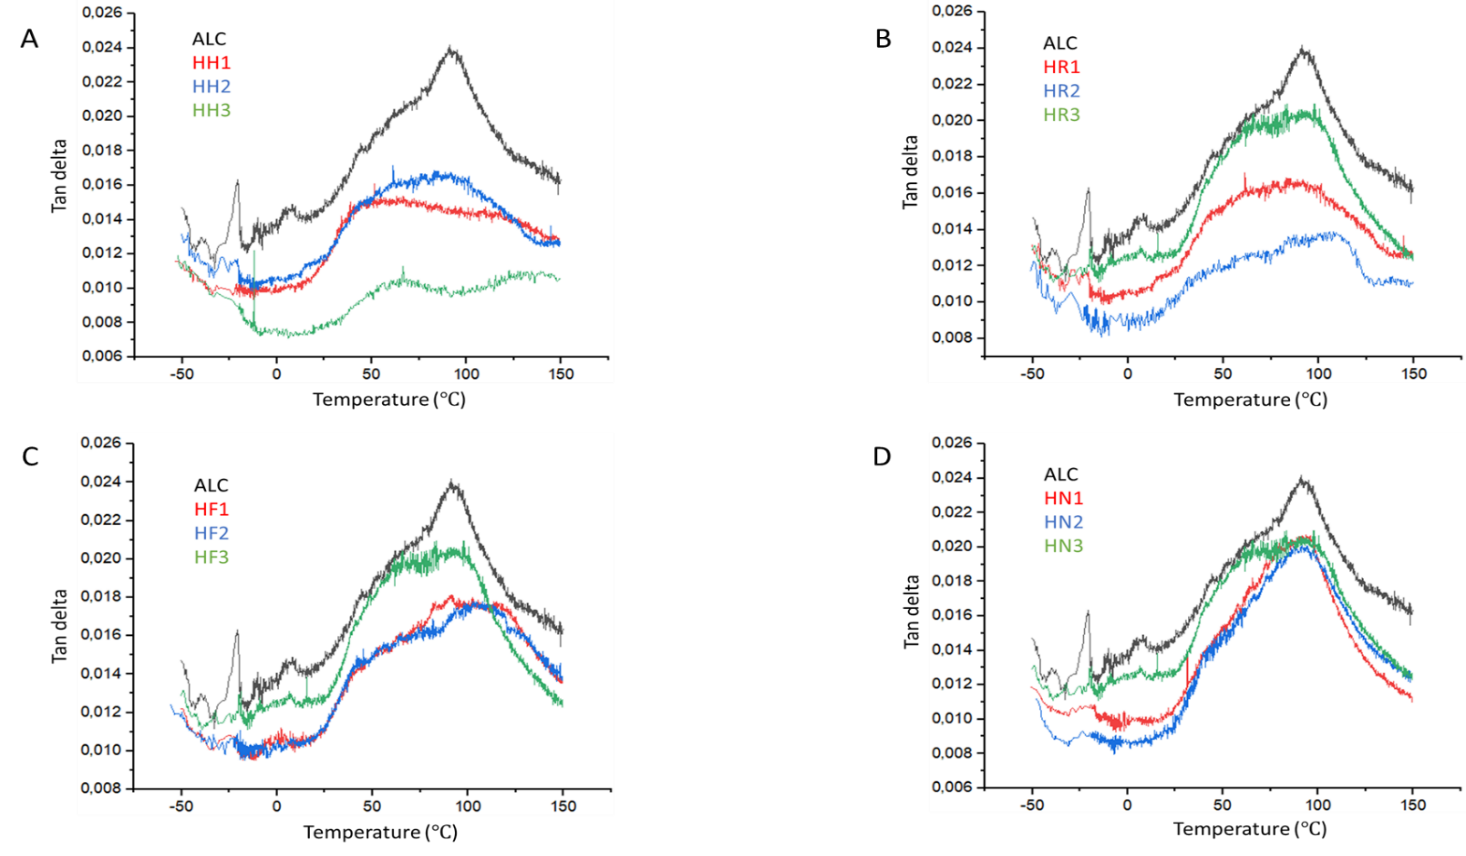 A
0,026
0,024
0,022
0,020
0,018
0,016
0,014
0,012
0,010
0,008
0,006
Tan delta
ALC
HH1
HH2
HH3
-50 0 50 100 150
Temperature (°C)
B
0,026
0,024
0,022
0,020
0,018
0,016
0,014
0,012
0,010
0,008
Tan delta
ALC
HR1
HR2
HR3
-50 0 50 100 150
Temperature (°C)
C
0,026
0,024
0,022
0,020
0,018
0,016
0,014
0,012
0,010
0,008
Tan delta
ALC
HF1
HF2
HF3
-50 0 50 100 150
Temperature (°C)
D
0,026
0,024
0,022
0,020
0,018
0,016
0,014
0,012
0,010
0,008
0,006
Tan delta
ALC
HN1
HN2
HN3
-50 0 50 100 150
Temperature (°C)